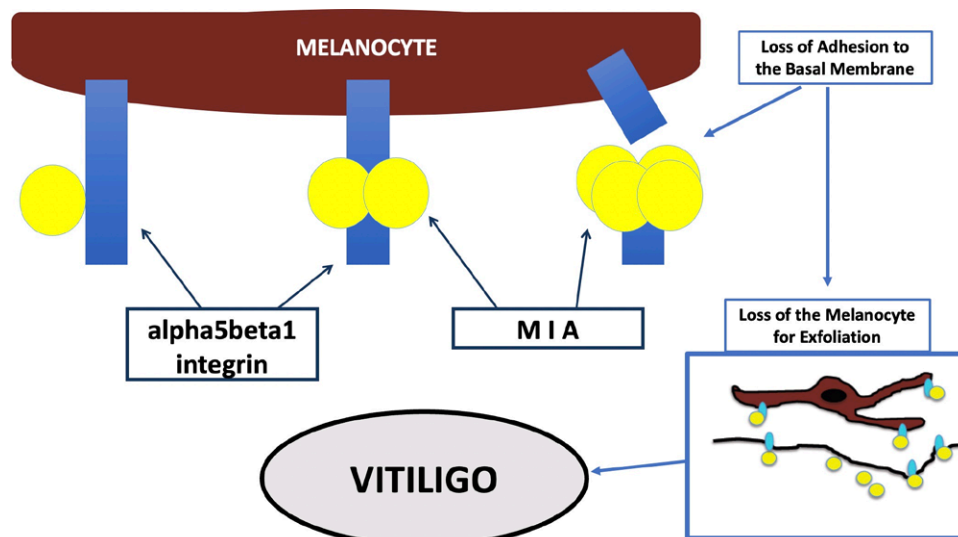 MELANOCYTE
Loss of Adhesion to
the Basal Membrane
alpha5beta1
integrin
M I A
Loss of the Melanocyte
for Exfoliation
VITILIGO